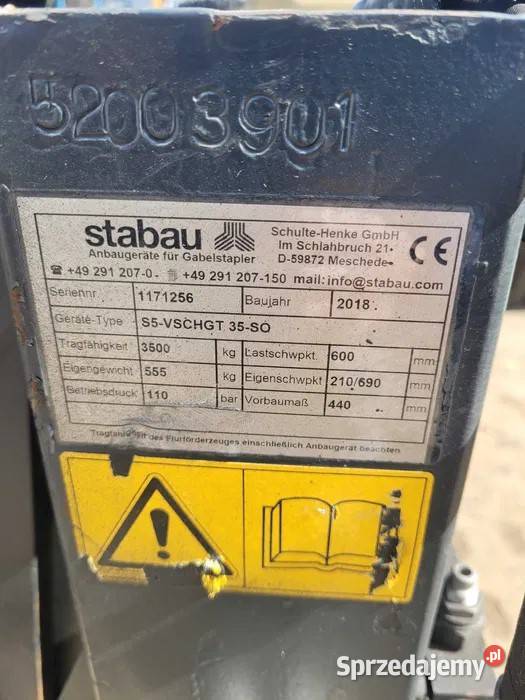 52003901
stabau
Anbaugeräte für Gabelstapler
Schulte-Henke GmbH
Im Schlahbruch 21
D-59872 Meschede
CE
☎ +49 291 207-0 +49 291 207-150 mail: info@stabau.com
Seriennr 1171256 Baujahr 2018
Geräte-Type S5-VSCHGT 35-SO
Tragfähigkeit 3500 kg Lastschwpkt. 600 mm
Eigengewicht 555 kg Eigenschwpkt 210/690 mm
Betriebsdruck 110 bar Vorbaumaß 440 mm
Tragfähigkeit des Flurförderzeuges einschließlich Anbaugerät beachten
Sprzedajemy.pl